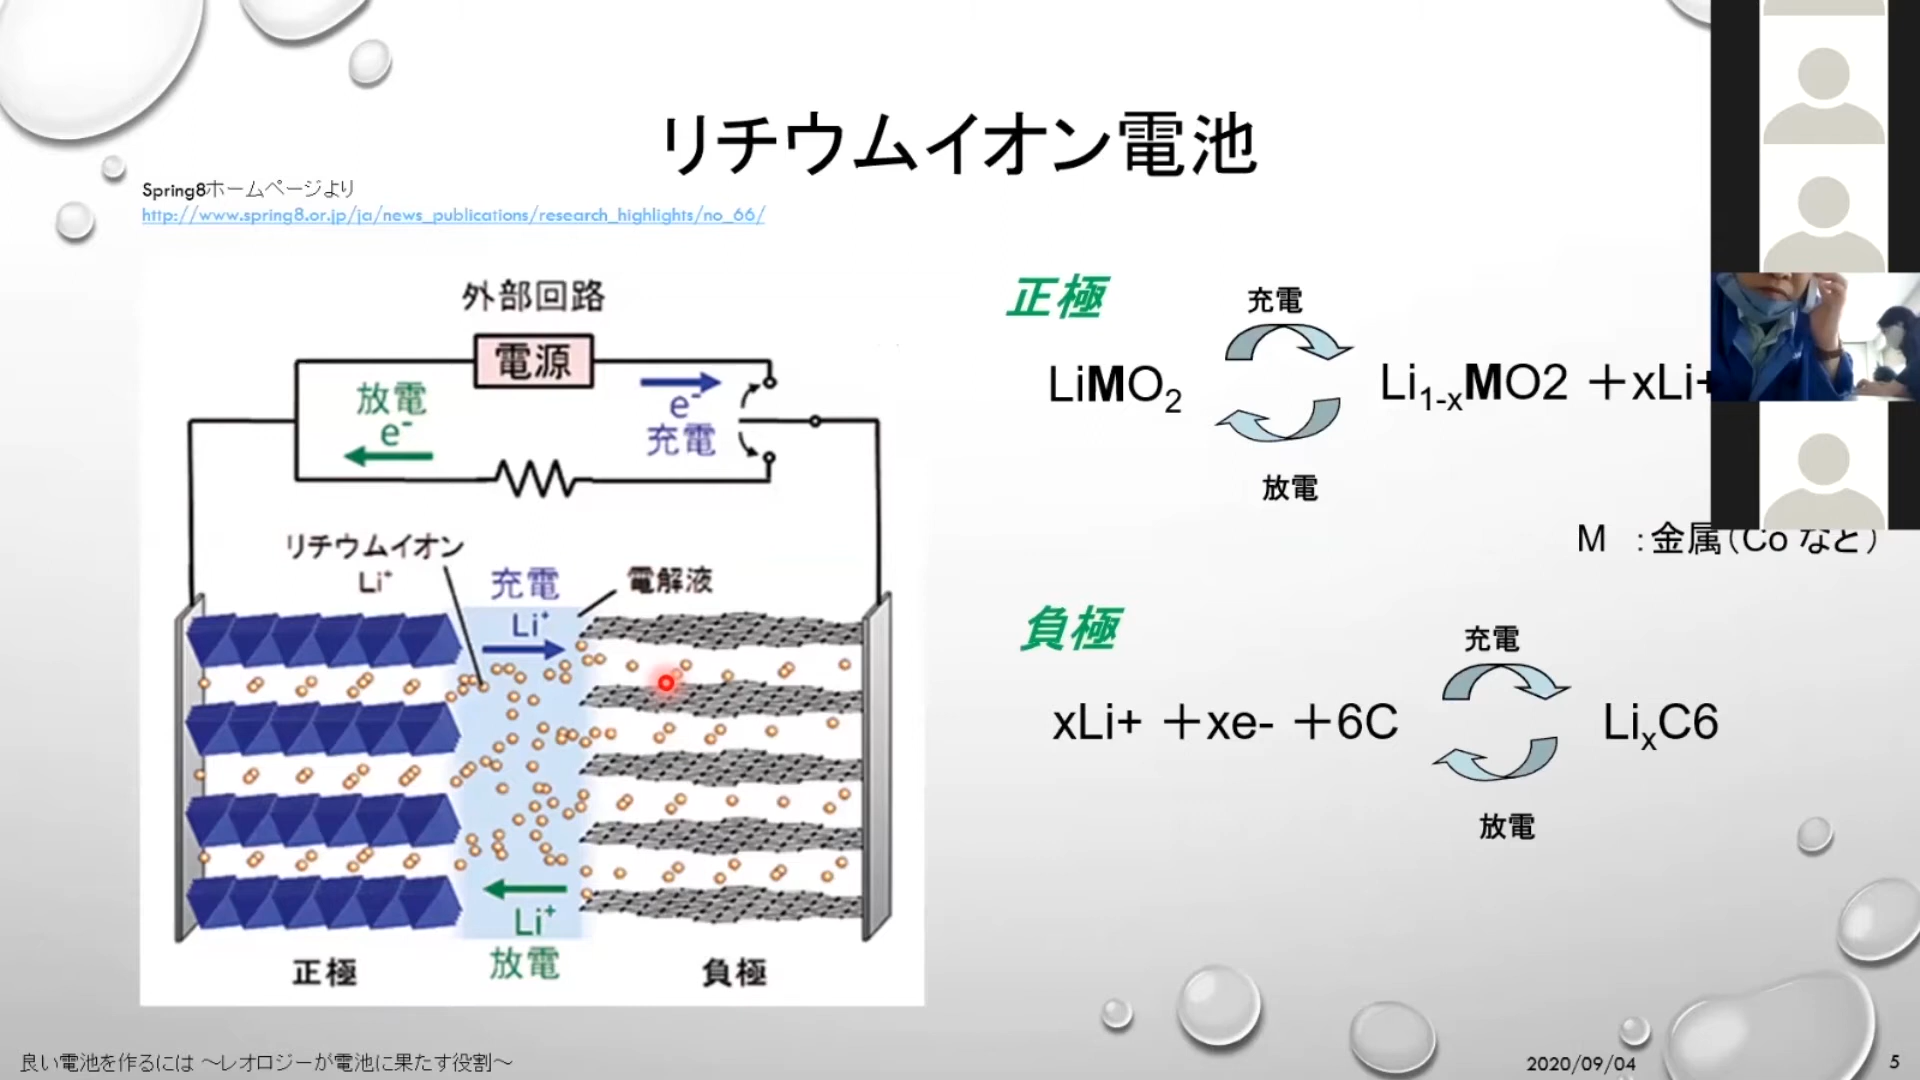 リチウムイオン電池
Spring8ホームページより
http://www.spring8.or.jp/ja/news_publications/research_highlights/no_66/
外部回路
電源
放電
e⁻
e⁻
充電
リチウムイオン
Li⁺
充電
Li⁺
電解液
Li⁺
放電
正極
負極
正極
充電
LiMO₂
Li₁₋ₓMO2 +xLi+
放電
M :金属(Co など)
負極
充電
xLi+ +xe- +6C
LiₓC6
放電
良い電池を作るには ～レオロジーが電池に果たす役割～
2020/09/04
5